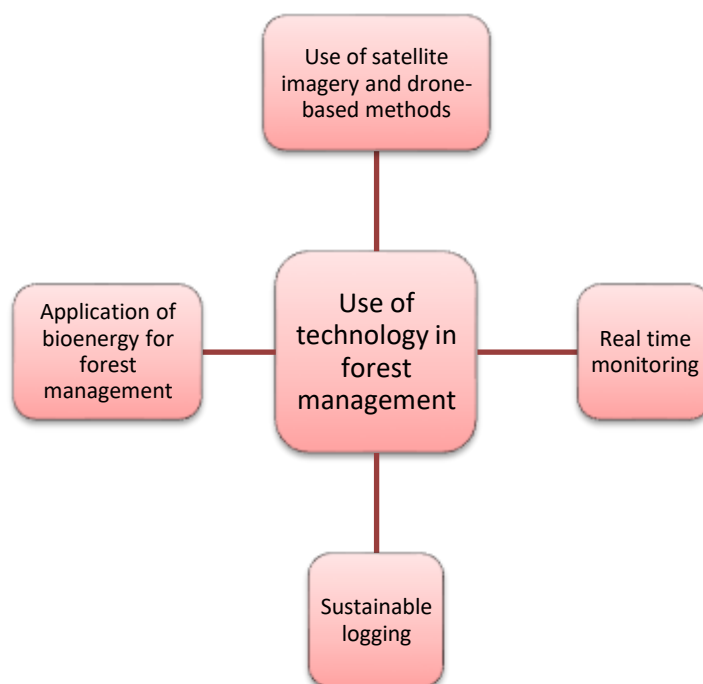 Use of satellite
imagery and drone-
based methods
Application of
bioenergy for
forest
management
Use of
technology in
forest
management
Real time
monitoring
Sustainable
logging